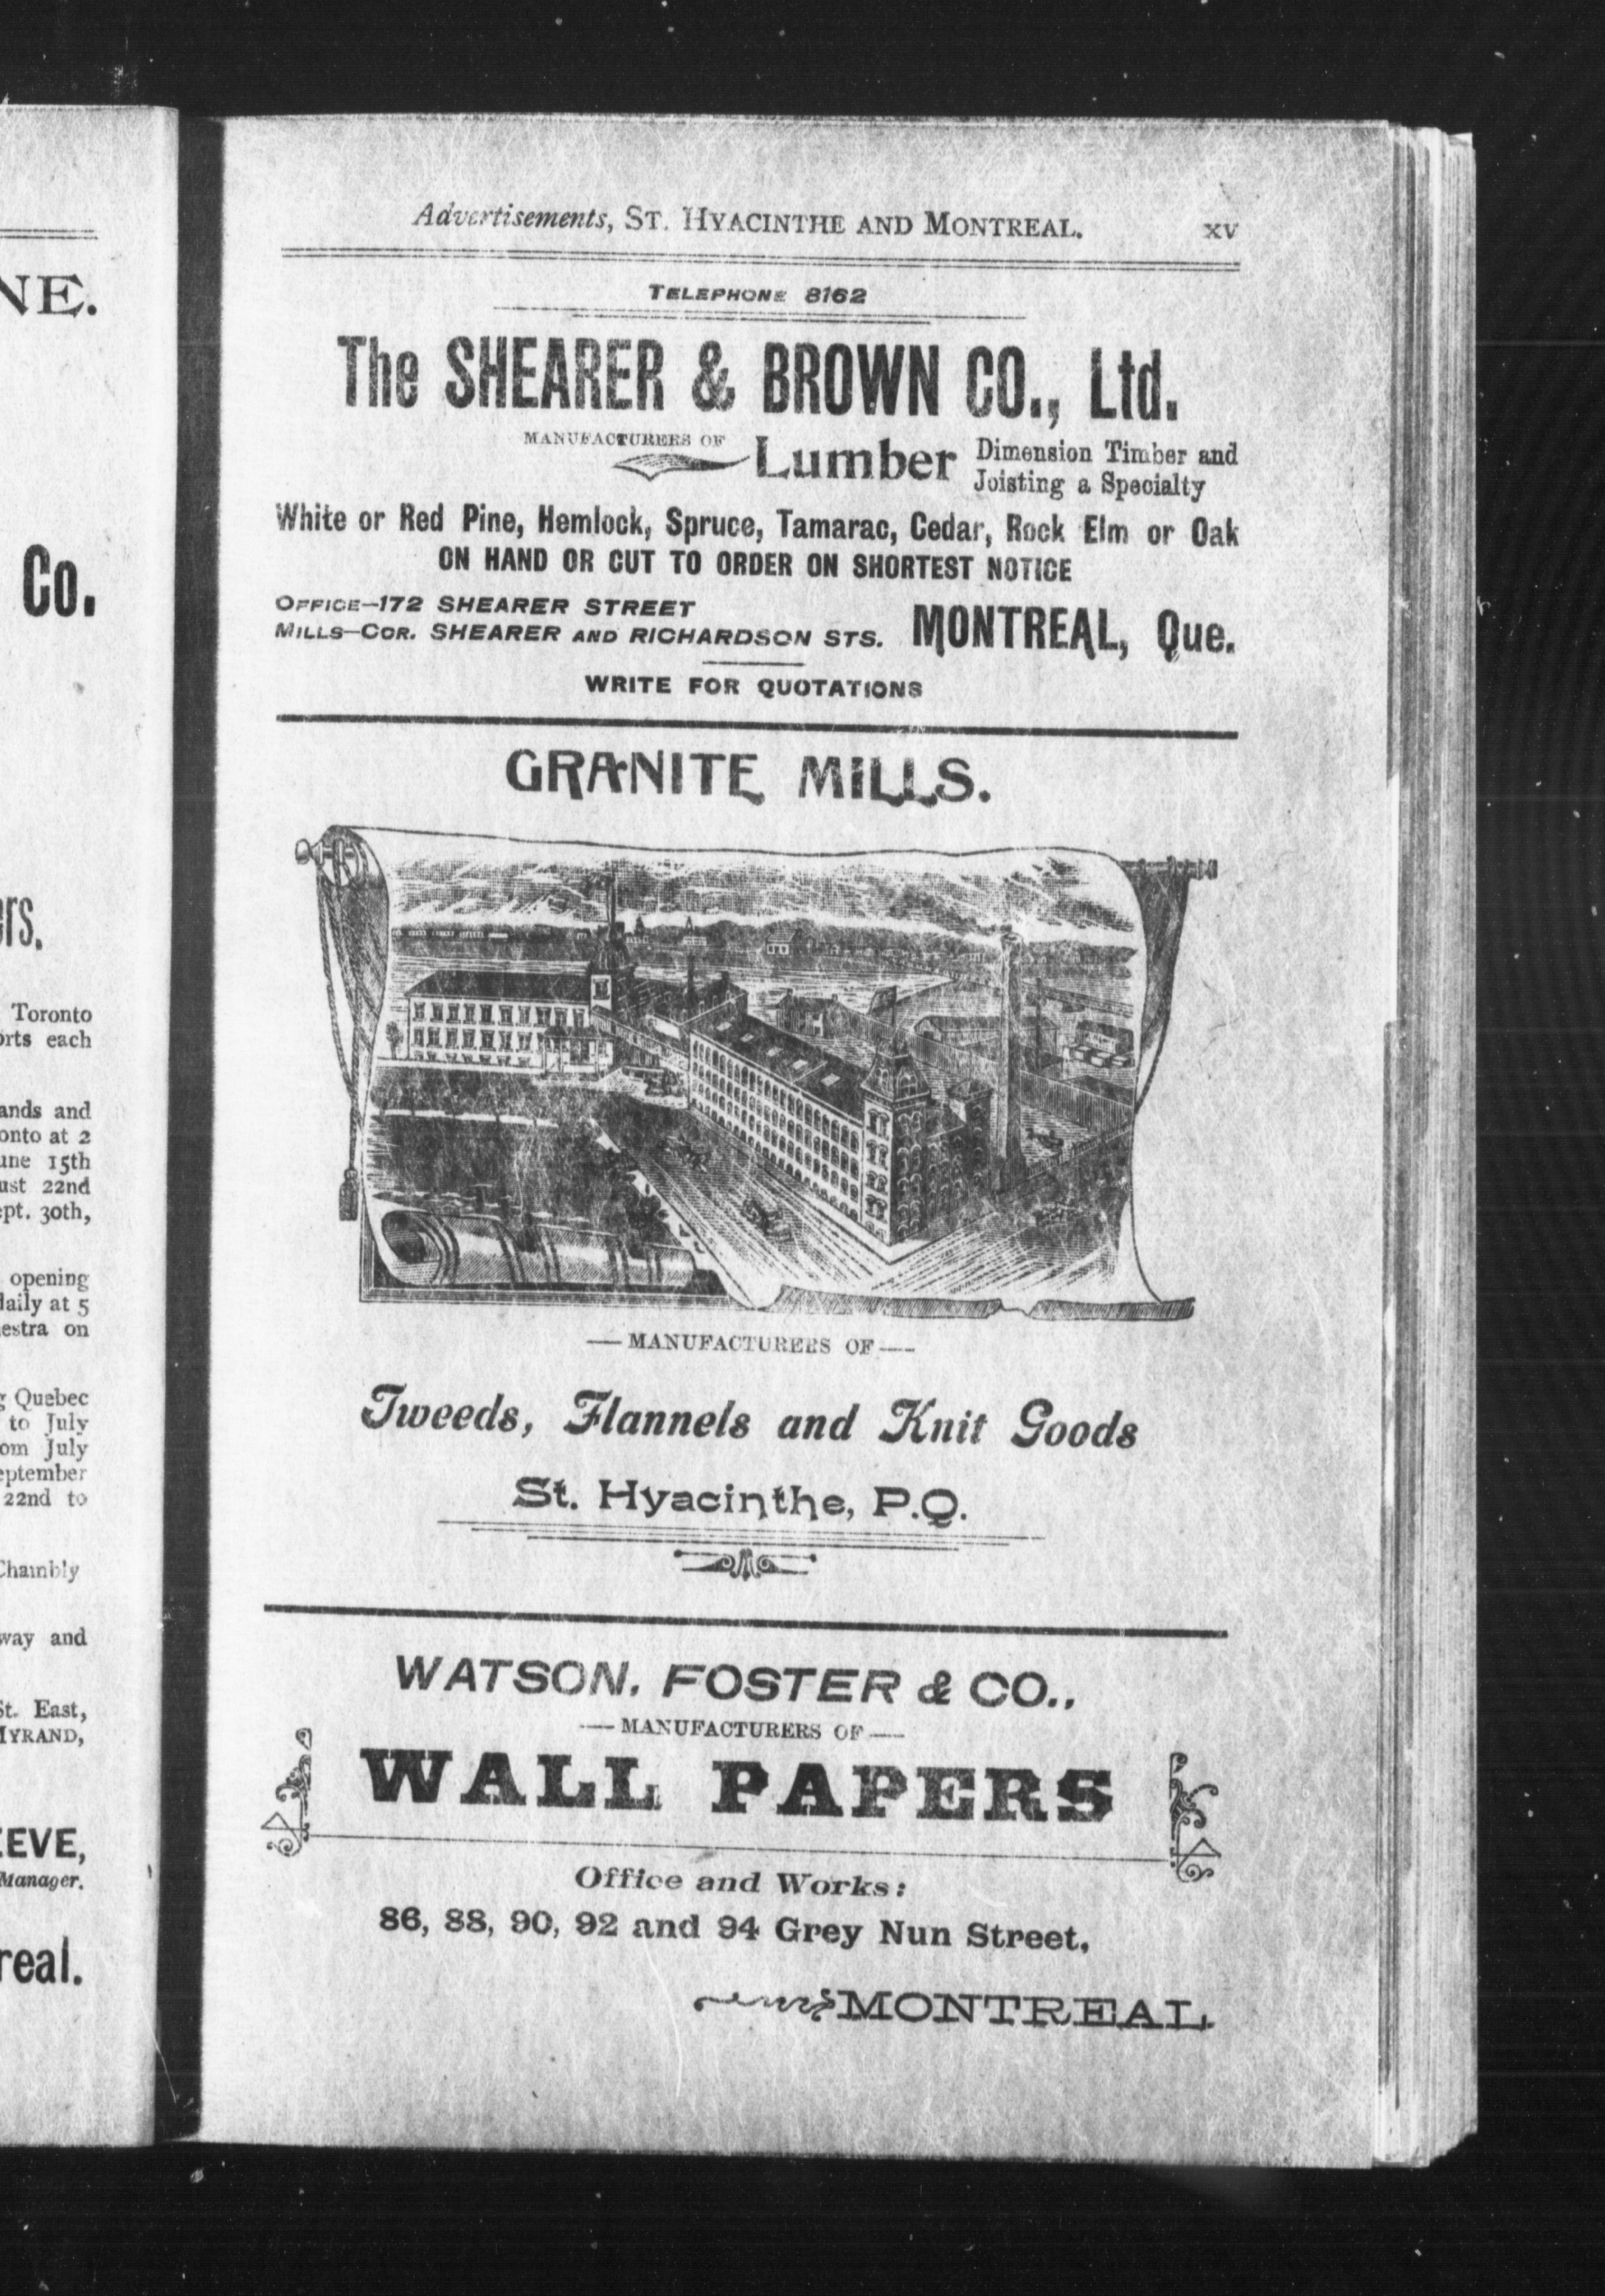 NE.
Co.
ers.
Toronto
orts each
ands and
onto at 2
une 15th
ust 22nd
ept. 30th,
opening
daily at 5
estra on
g Quebec
to July
om July
eptember
22nd to
Chambly
way and
St. East,
MYRAND,
EEVE,
Manager.
real.
Advertisements, ST. HYACINTHE AND MONTREAL. XV
TELEPHONE 8162
The SHEARER & BROWN CO., Ltd.
MANUFACTURERS OF Lumber Dimension Timber and
Joisting a Specialty
White or Red Pine, Hemlock, Spruce, Tamarac, Cedar, Rock Elm or Oak
ON HAND OR CUT TO ORDER ON SHORTEST NOTICE
OFFICE—172 SHEARER STREET
MILLS—COR. SHEARER AND RICHARDSON STS. MONTREAL, Que.
WRITE FOR QUOTATIONS
GRANITE MILLS.
— MANUFACTURERS OF —
Tweeds, Flannels and Knit Goods
St. Hyacinthe, P.Q.
WATSON, FOSTER & CO.,
— MANUFACTURERS OF —
WALL PAPERS
Office and Works:
86, 88, 90, 92 and 94 Grey Nun Street,
MONTREAL.